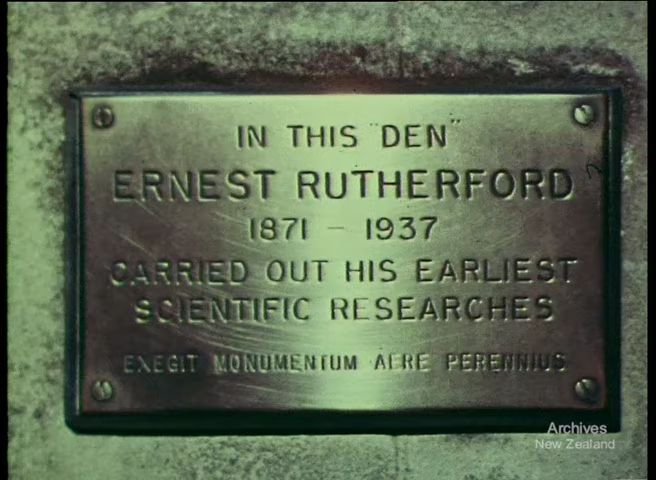 IN THIS "DEN"
ERNEST RUTHERFORD
1871 – 1937
CARRIED OUT HIS EARLIEST
SCIENTIFIC RESEARCHES
EXEGIT MONUMENTUM AERE PERENNIUS
Archives
New Zealand